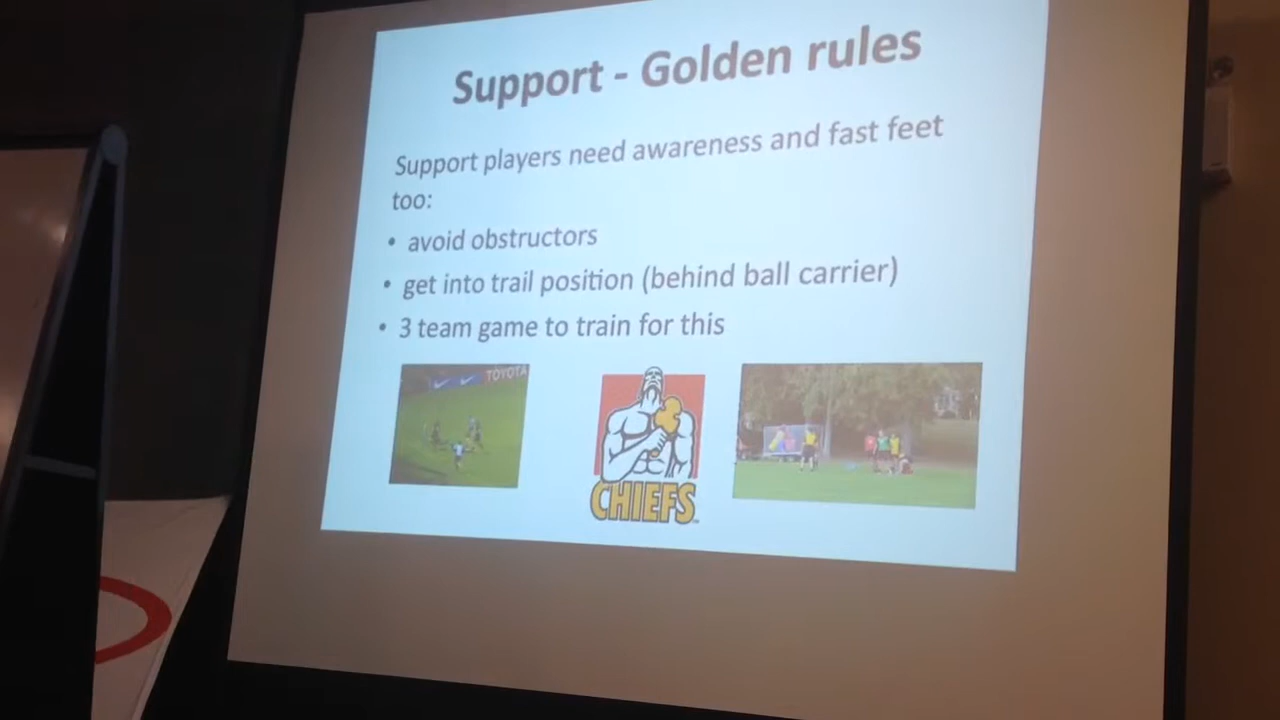 Support - Golden rules
Support players need awareness and fast feet
too:
• avoid obstructors
• get into trail position (behind ball carrier)
• 3 team game to train for this
TOYOTA
CHIEFS